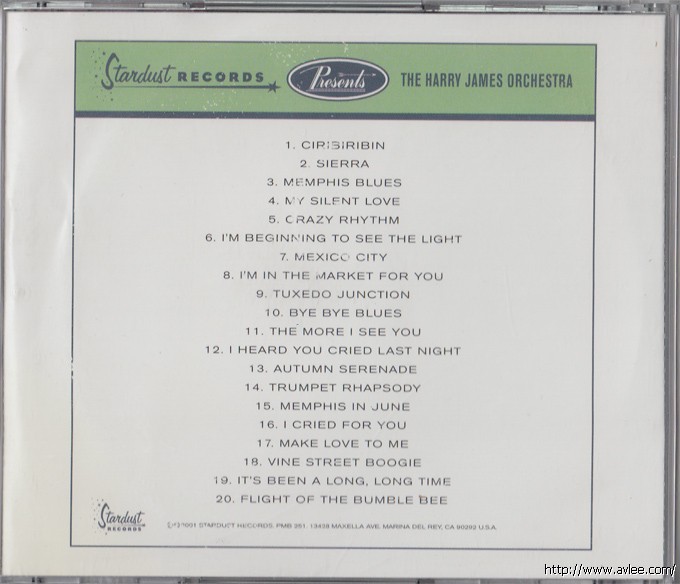 Stardust RECORDS Presents THE HARRY JAMES ORCHESTRA
1. CIRIBIRIBIN
2. SIERRA
3. MEMPHIS BLUES
4. MY SILENT LOVE
5. CRAZY RHYTHM
6. I'M BEGINNING TO SEE THE LIGHT
7. MEXICO CITY
8. I'M IN THE MARKET FOR YOU
9. TUXEDO JUNCTION
10. BYE BYE BLUES
11. THE MORE I SEE YOU
12. I HEARD YOU CRIED LAST NIGHT
13. AUTUMN SERENADE
14. TRUMPET RHAPSODY
15. MEMPHIS IN JUNE
16. I CRIED FOR YOU
17. MAKE LOVE TO ME
18. VINE STREET BOOGIE
19. IT'S BEEN A LONG, LONG TIME
20. FLIGHT OF THE BUMBLE BEE
Stardust
RECORDS
2001 STARDUST RECORDS. PMB 251. 13428 MAXELLA AVE. MARINA DEL REY, CA 90292 U.S.A.
http://www.avlee.com/